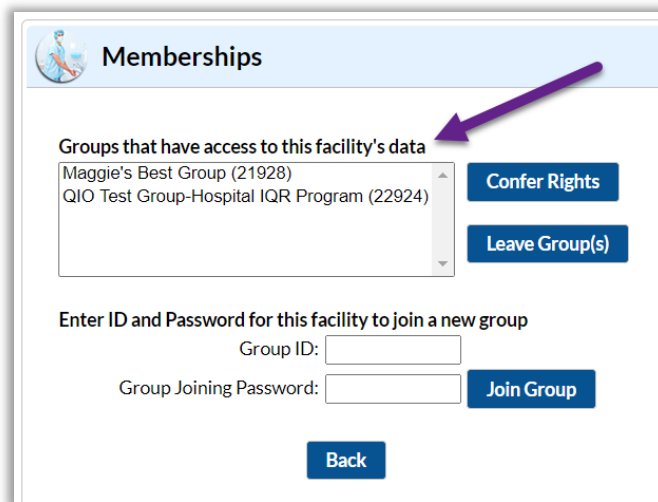 Memberships
Groups that have access to this facility's data
Maggie's Best Group (21928)
QIO Test Group-Hospital IQR Program (22924)
Confer Rights
Leave Group(s)
Enter ID and Password for this facility to join a new group
Group ID:
Group Joining Password:
Join Group
Back